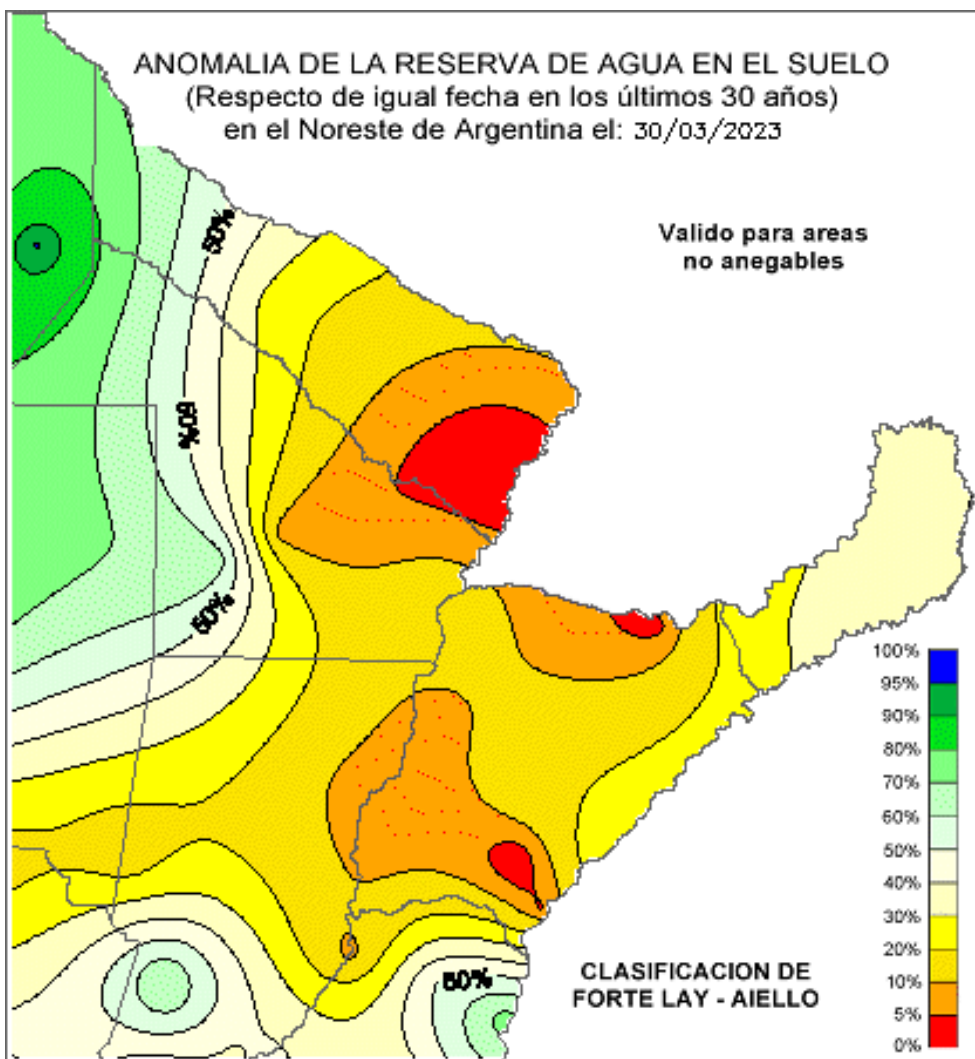 ANOMALIA DE LA RESERVA DE AGUA EN EL SUELO
(Respecto de igual fecha en los últimos 30 años)
en el Noreste de Argentina el: 30/03/2023
Valido para areas
no anegables
50%
50%
50%
50%
100%
95%
90%
80%
70%
60%
50%
40%
30%
20%
10%
5%
0%
CLASIFICACION DE
FORTE LAY - AIELLO